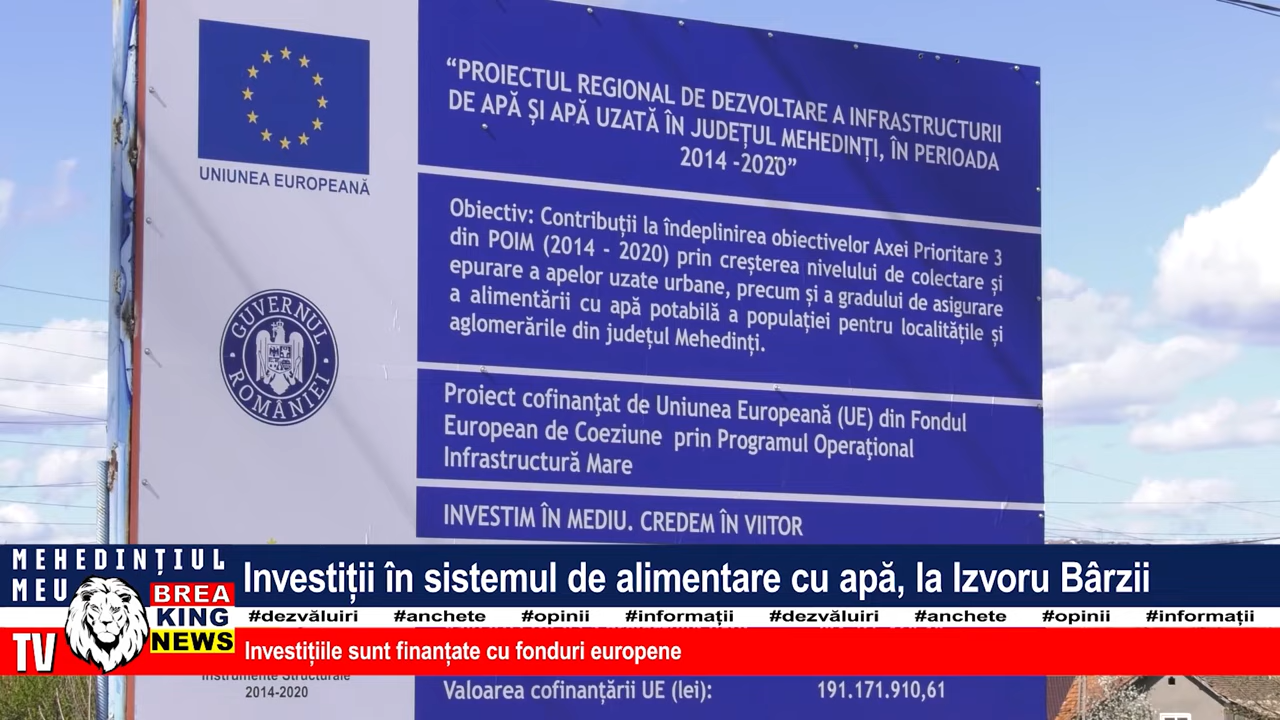 UNIUNEA EUROPEANĂ
GUVERNUL ROMÂNIEI
“PROIECTUL REGIONAL DE DEZVOLTARE A INFRASTRUCTURII
DE APĂ ȘI APĂ UZATĂ ÎN JUDEȚUL MEHEDINȚI, ÎN PERIOADA
2014 -2020”
Obiectiv: Contribuții la îndeplinirea obiectivelor Axei Prioritare 3
din POIM (2014 - 2020) prin creșterea nivelului de colectare și
epurare a apelor uzate urbane, precum și a gradului de asigurare
a alimentării cu apă potabilă a populației pentru localitățile și
aglomerările din județul Mehedinți.
Proiect cofinanţat de Uniunea Europeană (UE) din Fondul
European de Coeziune prin Programul Operaţional
Infrastructură Mare
INVESTIM ÎN MEDIU. CREDEM ÎN VIITOR
MEHEDINȚIUL
MEU
TV
BREA
KING
NEWS
Investiții în sistemul de alimentare cu apă, la Izvoru Bârzii
#dezvăluiri #anchete #opinii #informații #dezvăluiri #anchete #opinii #informații
Investițiile sunt finanțate cu fonduri europene
Instrumente Structurale
2014-2020
Valoarea cofinanțării UE (lei): 191.171.910,61